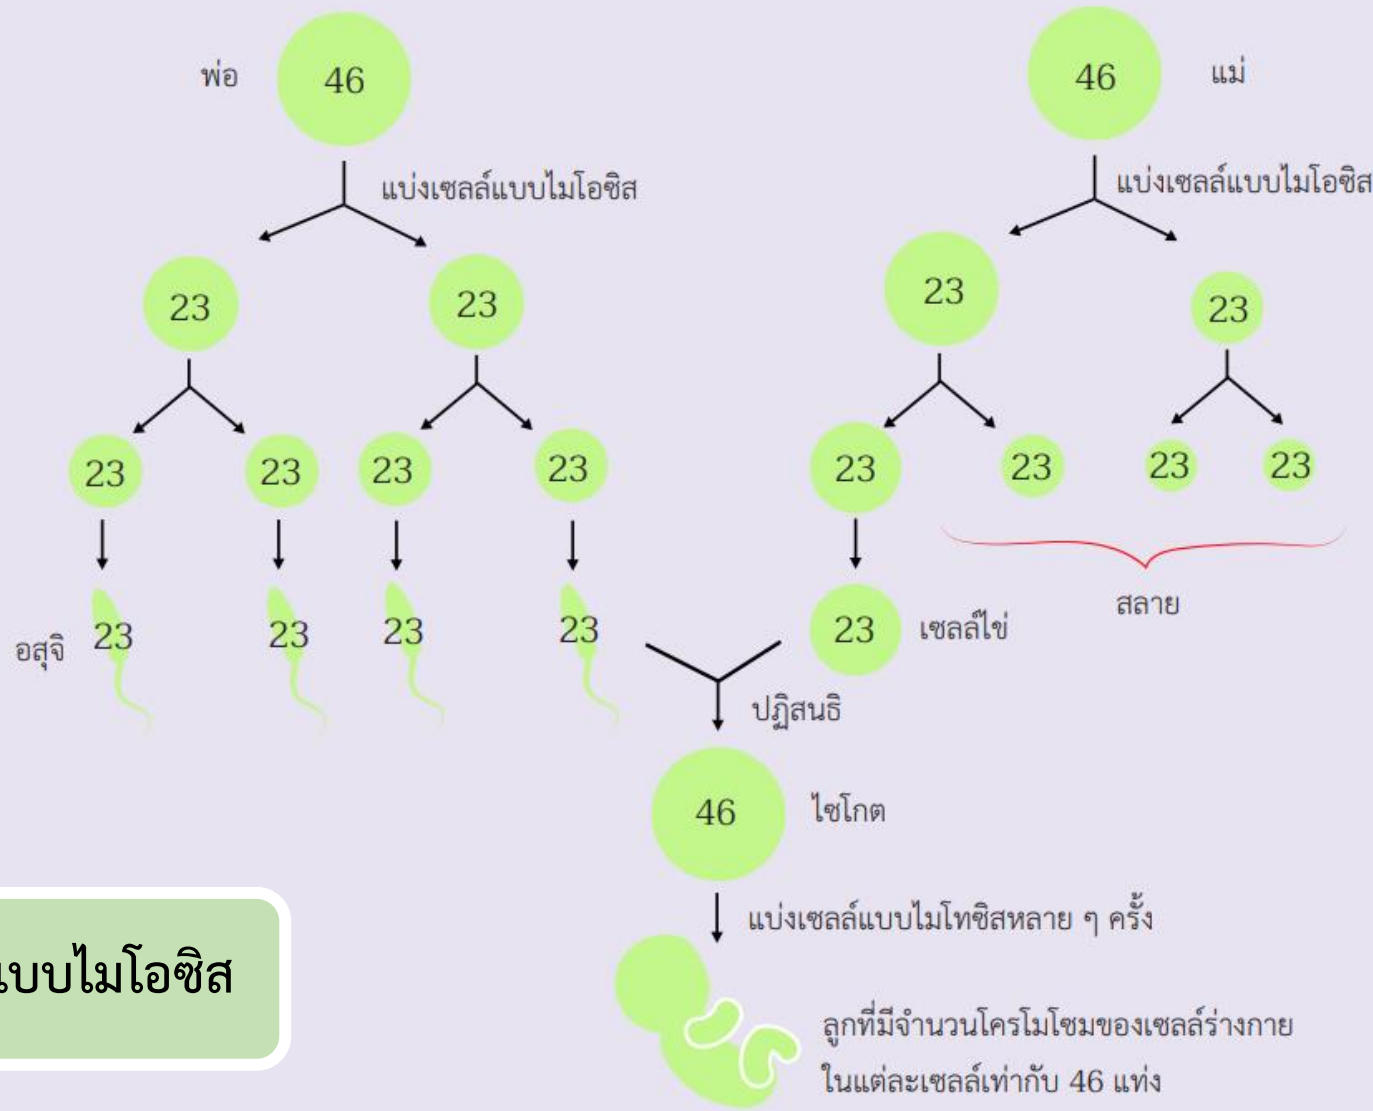 พ่อ
46
46
แม่
แบ่งเซลล์แบบไมโอซิส
แบ่งเซลล์แบบไมโอซิส
23
23
23
23
23
23
23
23
23
23
23
23
อสุจิ
23
23
23
23
23
เซลล์ไข่
สลาย
ปฏิสนธิ
46
ไซโกต
แบ่งเซลล์แบบไมโทซิสหลาย ๆ ครั้ง
แบบไมโอซิส
ลูกที่มีจำนวนโครโมโซมของเซลล์ร่างกาย
ในแต่ละเซลล์เท่ากับ 46 แท่ง